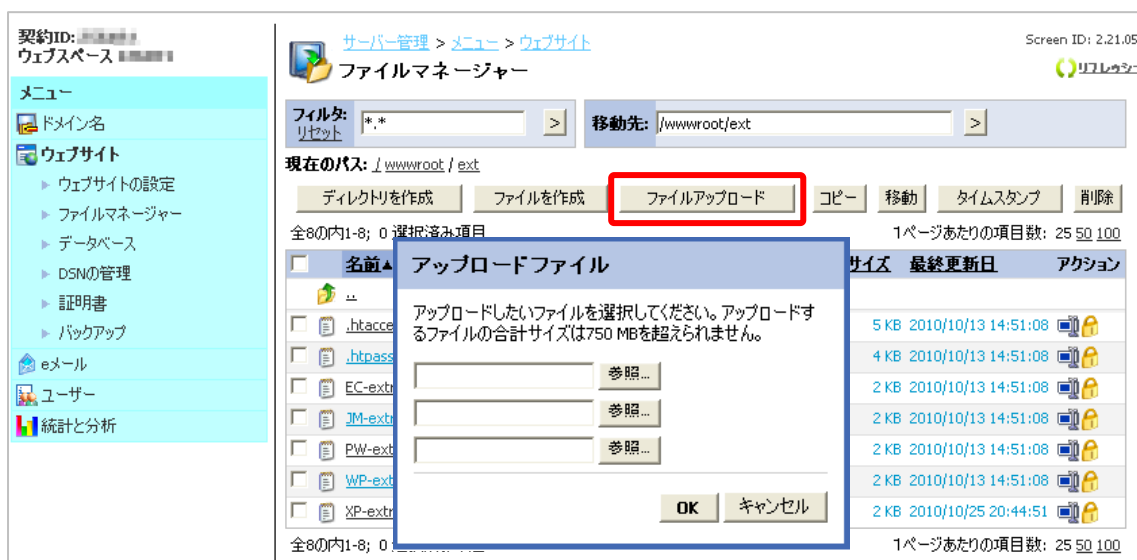 契約ID:
ウェブスペース
メニュー
ドメイン名
ウェブサイト
ウェブサイトの設定
ファイルマネージャー
データベース
DSNの管理
証明書
バックアップ
eメール
ユーザー
統計と分析
サーバー管理 > メニュー > ウェブサイト
ファイルマネージャー
Screen ID: 2.21.05
リフレッシュ
フィルタ: *.* >
リセット
移動先: /wwwroot/ext >
現在のパス: / wwwroot / ext
ディレクトリを作成 ファイルを作成 ファイルアップロード コピー 移動 タイムスタンプ 削除
全8の内1-8; 0 選択済み項目 1ページあたりの項目数: 25 50 100
名前▲ サイズ 最終更新日 アクション
..
.htacce 5 KB 2010/10/13 14:51:08
.htpass 4 KB 2010/10/13 14:51:08
EC-extr 2 KB 2010/10/13 14:51:08
JM-extr 2 KB 2010/10/13 14:51:08
PW-ext 2 KB 2010/10/13 14:51:08
WP-ext 2 KB 2010/10/13 14:51:08
XP-extr 2 KB 2010/10/25 20:44:51
全8の内1-8; 0 1ページあたりの項目数: 25 50 100
アップロードファイル
アップロードしたいファイルを選択してください。アップロードす
るファイルの合計サイズは750 MBを超えられません。
参照...
参照...
参照...
OK キャンセル